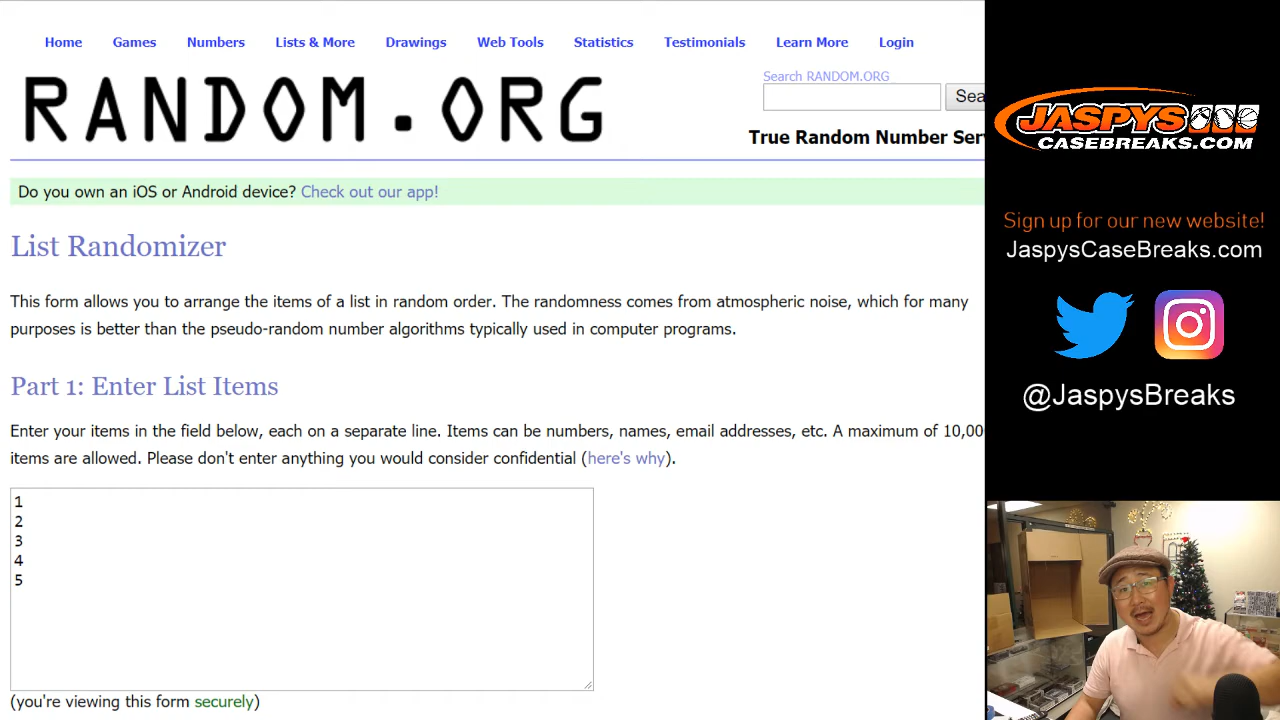 Home Games Numbers Lists & More Drawings Web Tools Statistics Testimonials Learn More Login
RANDOM.ORG
Search RANDOM.ORG
Sea
True Random Number Ser
Do you own an iOS or Android device? Check out our app!
List Randomizer
This form allows you to arrange the items of a list in random order. The randomness comes from atmospheric noise, which for many
purposes is better than the pseudo-random number algorithms typically used in computer programs.
Part 1: Enter List Items
Enter your items in the field below, each on a separate line. Items can be numbers, names, email addresses, etc. A maximum of 10,00
items are allowed. Please don't enter anything you would consider confidential (here's why).
1
2
3
4
5
(you're viewing this form securely)
JASPYS
CASEBREAKS.COM
Sign up for our new website!
JaspysCaseBreaks.com
@JaspysBreaks